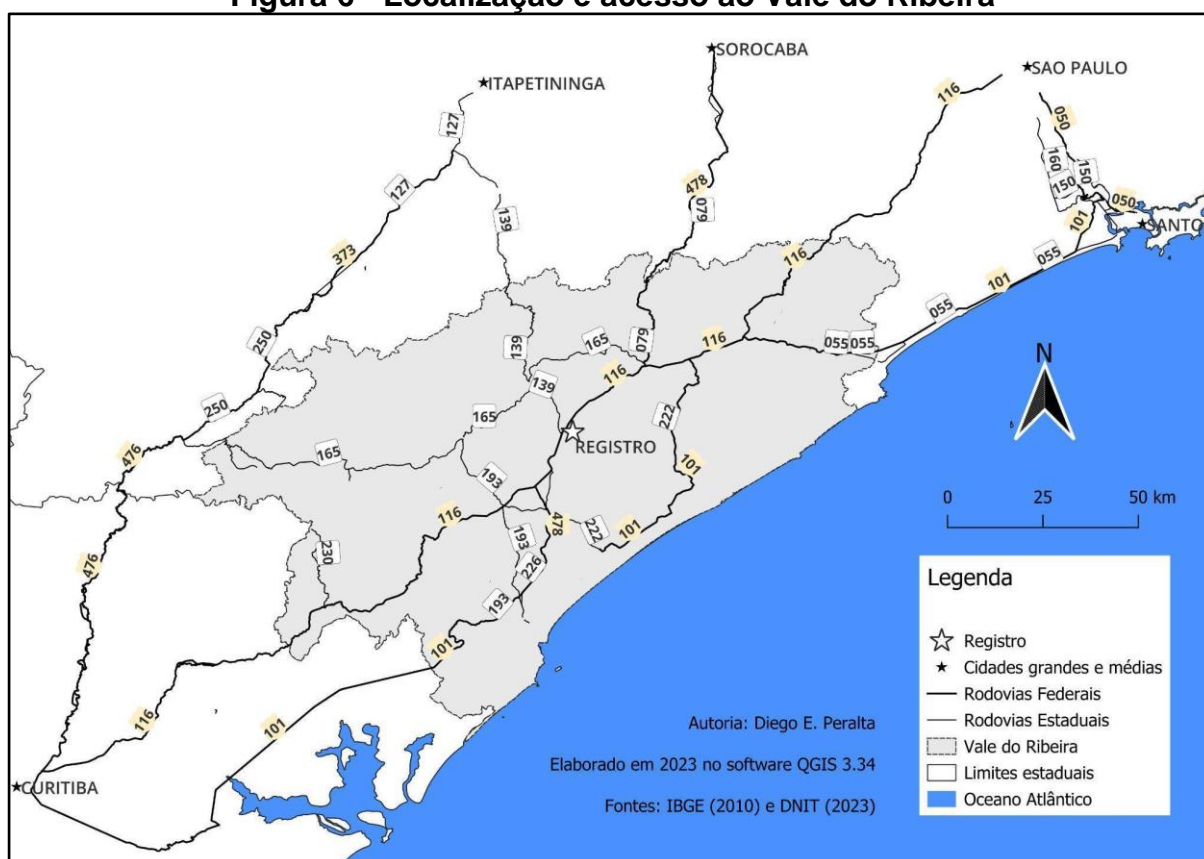 Figura - Localização e acesso ao Vale do Ribeira
SOROCABA
SAO PAULO
ITAPETININGA
116
050
127
127
160
150
150
478
050
139
079
101
SANTO
373
116
055
101
250
055
139
165
079
116
055
055
116
139
N
250
165
222
476
REGISTRO
165
101
193
0
25
50 km
116
478
222
101
230
193
476
226
193
101
116
101
CURITIBA
Legenda
Registro
Cidades grandes e médias
Rodovias Federais
Rodovias Estaduais
Vale do Ribeira
Limites estaduais
Oceano Atlântico
Autoria: Diego E. Peralta
Elaborado em 2023 no software QGIS 3.34
Fontes: IBGE (2010) e DNIT (2023)